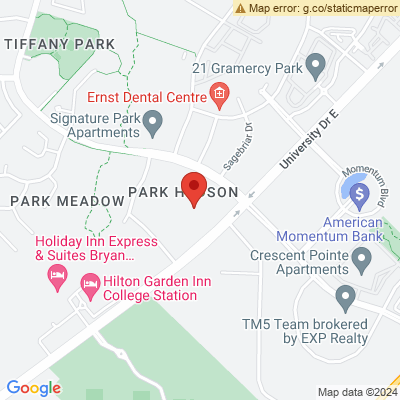 Map error: g.co/staticmaperror
TIFFANY PARK
21 Gramercy Park
Ernst Dental Centre
Signature Park
Apartments
University Dr E
Sagebriar Dr
Momentum
Blvd
PARK HUDSON
PARK MEADOW
American
Momentum Bank
Holiday Inn Express
& Suites Bryan...
Crescent Pointe
Apartments
Hilton Garden Inn
College Station
TM5 Team brokered
by EXP Realty
Google
Map data ©2024